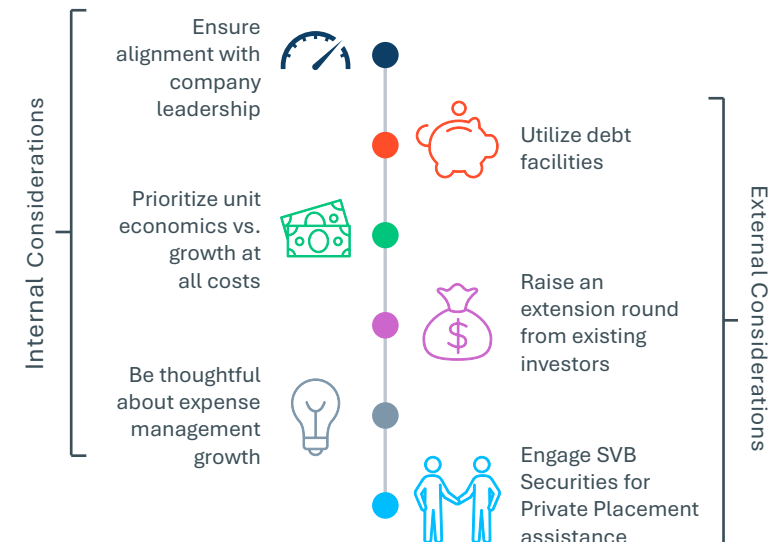 Internal Considerations
Ensure
alignment with
company
leadership
Utilize debt
facilities
Prioritize unit
economics vs.
growth at
all costs
$
Raise an
extension round
from existing
investors
Be thoughtful
about expense
management
growth
Engage SVB
Securities for
Private Placement
assistance
External Considerations